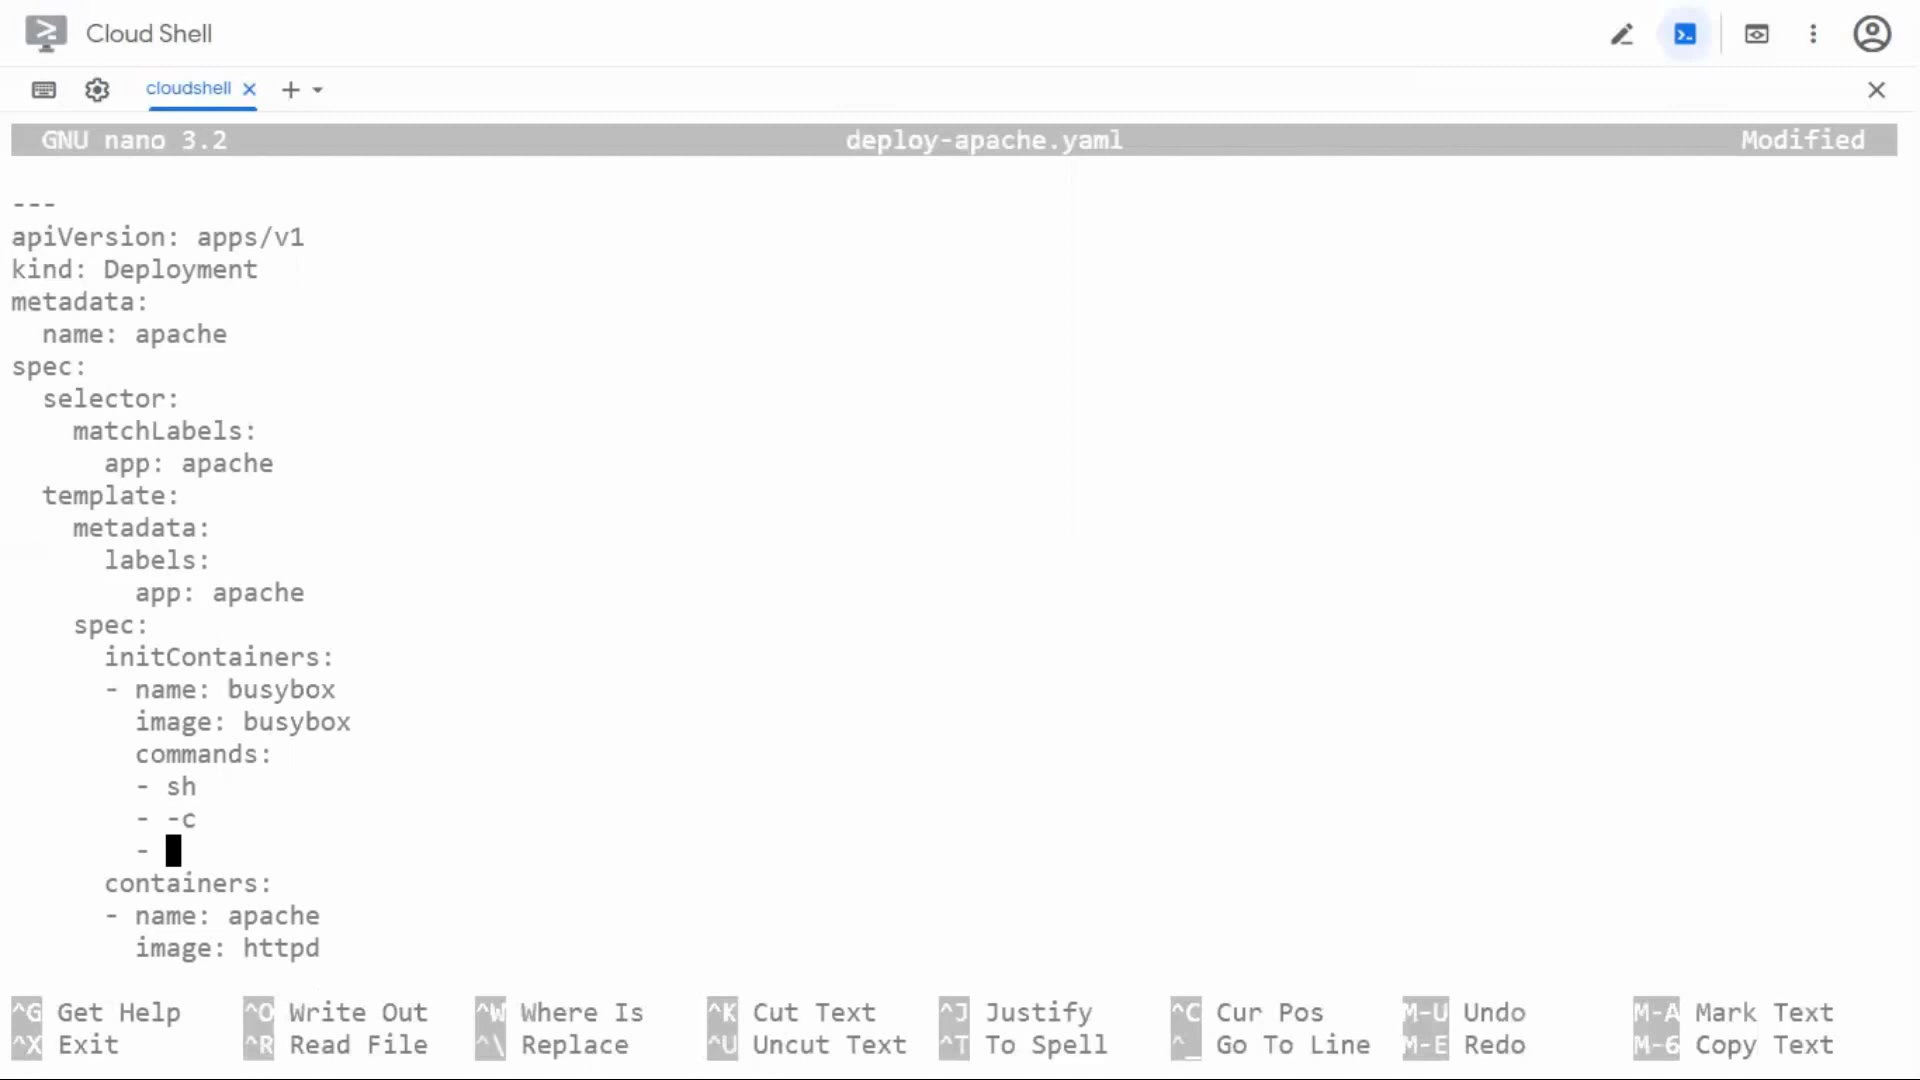 Cloud Shell
cloudshell
GNU nano 3.2 deploy-apache.yaml Modified
---
apiVersion: apps/v1
kind: Deployment
metadata:
  name: apache
spec:
  selector:
    matchLabels:
      app: apache
  template:
    metadata:
      labels:
        app: apache
    spec:
      initContainers:
      - name: busybox
        image: busybox
        commands:
        - sh
        - -c
        -
      containers:
      - name: apache
        image: httpd
^G Get Help ^O Write Out ^W Where Is ^K Cut Text ^J Justify ^C Cur Pos M-U Undo M-A Mark Text
^X Exit ^R Read File ^\ Replace ^U Uncut Text ^T To Spell ^_ Go To Line M-E Redo M-6 Copy Text